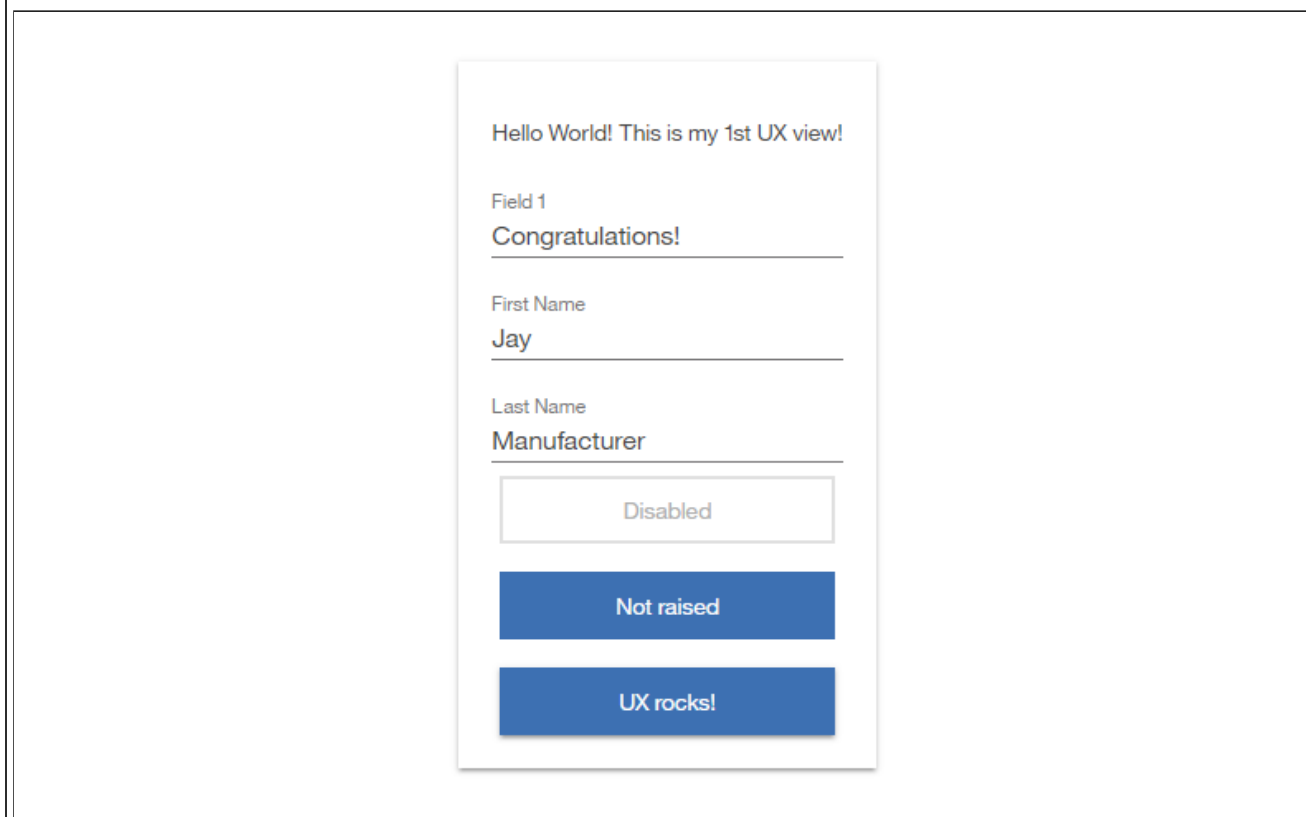 Hello World! This is my 1st UX view!
Field 1
Congratulations!
First Name
Jay
Last Name
Manufacturer
Disabled
Not raised
UX rocks!